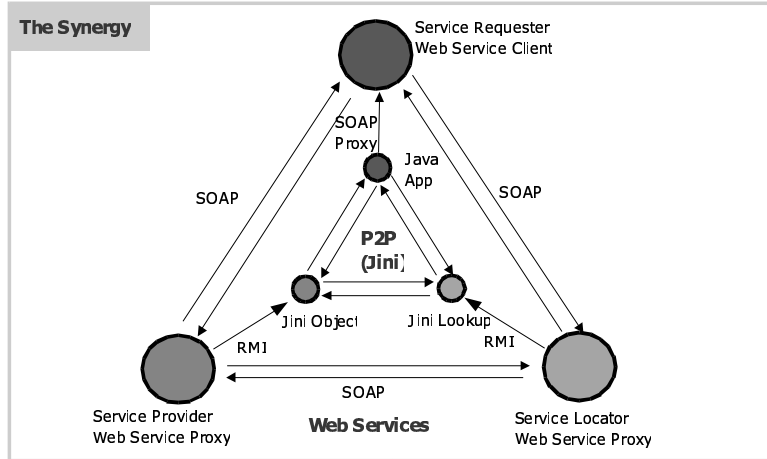 The Synergy
Service Requester
Web Service Client
SOAP
Proxy
Java
App
SOAP
SOAP
P2P
(Jini)
Jini Object
Jini Lookup
RMI
RMI
SOAP
Service Provider
Web Service Proxy
Web Services
Service Locator
Web Service Proxy